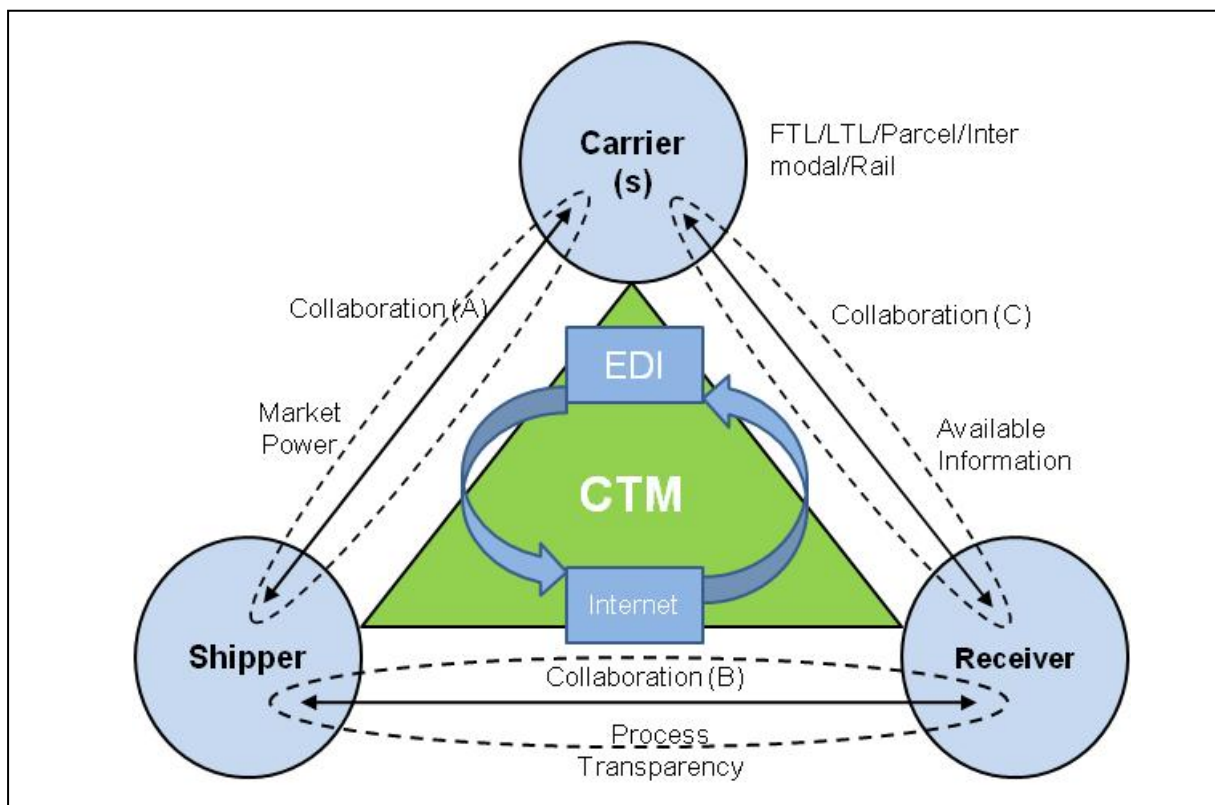 Carrier
(s)
FTL/LTL/Parcel/Inter
modal/Rail
Collaboration (A)
Collaboration (C)
EDI
Market
Power
Available
Information
CTM
Internet
Shipper
Receiver
Collaboration (B)
Process
Transparency